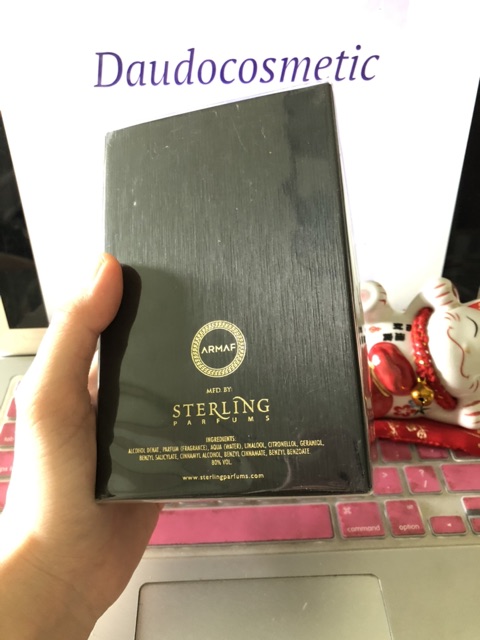 Daudocosmetic
ARMAF
MFD. BY:
STERLING
PARFUMS
INGREDIENTS:
ALCOHOL DENAT., PARFUM (FRAGRANCE), AQUA (WATER), LINALOOL, CITRONELLOL, GERANIOL,
BENZYL SALICYLATE, CINNAMYL ALCOHOL, BENZYL CINNAMATE, BENZYL BENZOATE
80% VOL.
www.sterlingparfums.com
⌘
command
option